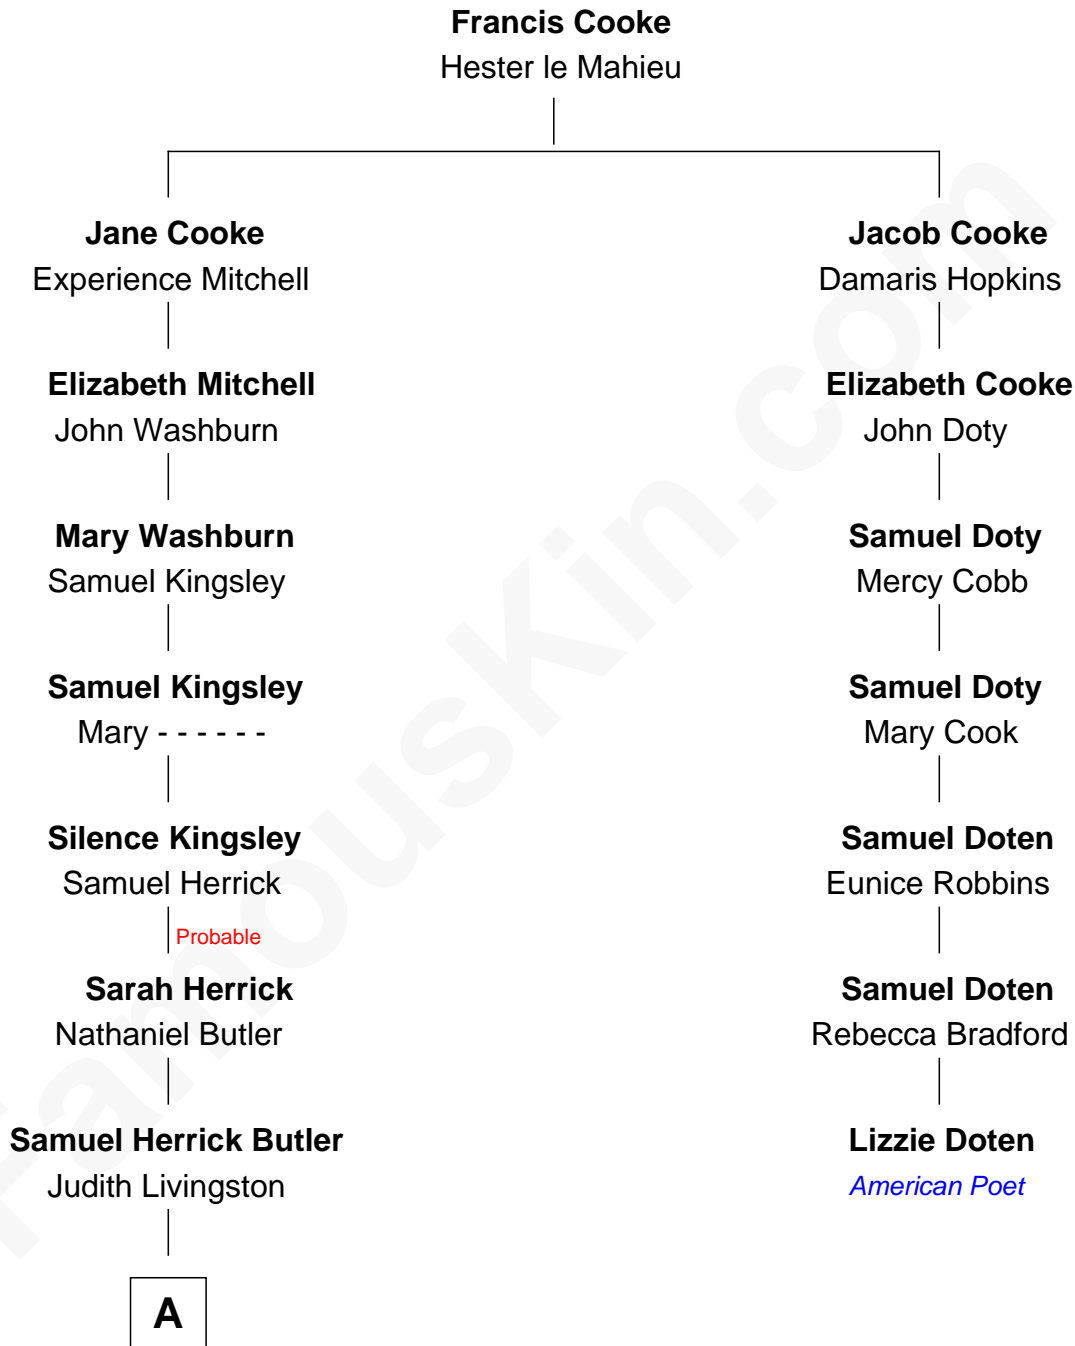 Francis Cooke
Hester le Mahieu
Jane Cooke
Experience Mitchell
Jacob Cooke
Damaris Hopkins
Elizabeth Mitchell
John Washburn
Elizabeth Cooke
John Doty
Mary Washburn
Samuel Kingsley
Samuel Doty
Mercy Cobb
Samuel Kingsley
Mary - - - - - -
Samuel Doty
Mary Cook
Silence Kingsley
Samuel Herrick
Samuel Doten
Eunice Robbins
Probable
Sarah Herrick
Nathaniel Butler
Samuel Doten
Rebecca Bradford
Samuel Herrick Butler
Judith Livingston
Lizzie Doten
American Poet
A
FamousKin.com